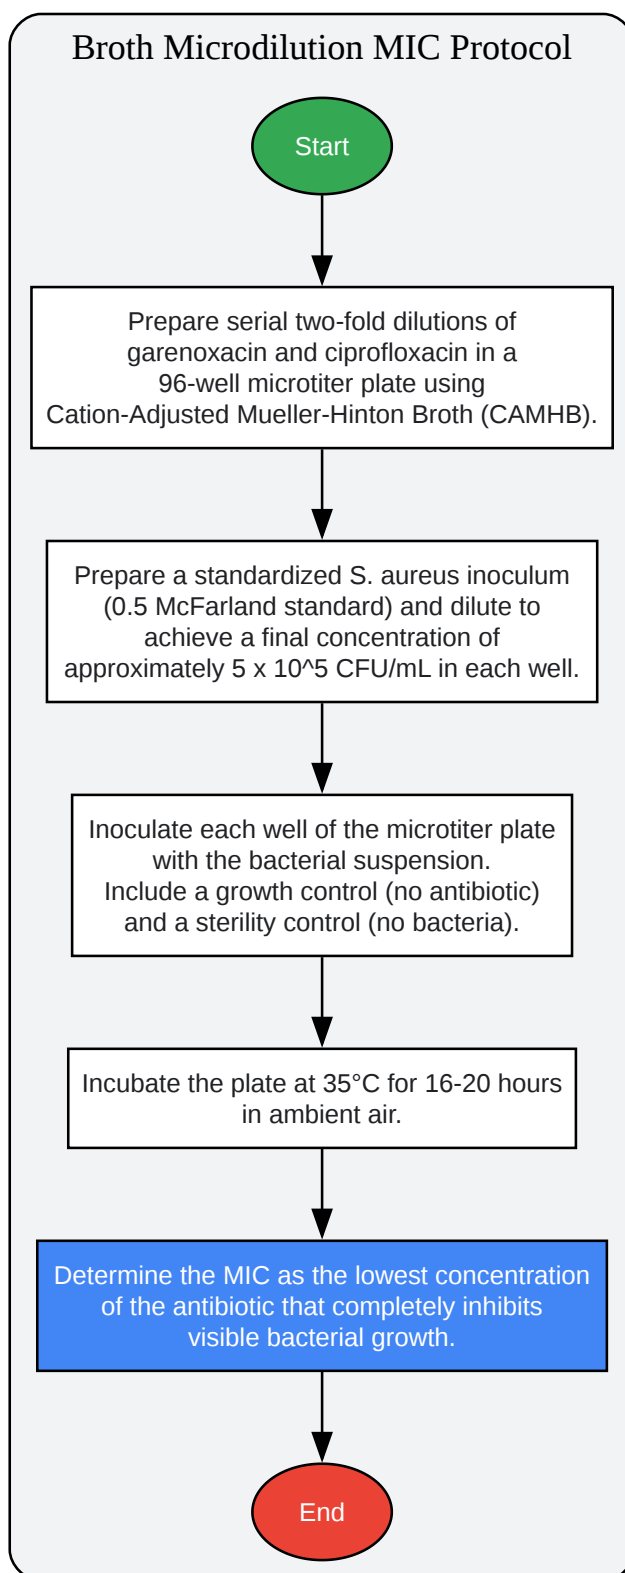 Broth Microdilution MIC Protocol
Start
Prepare serial two-fold dilutions of
garenoxacin and ciprofloxacin in a
96-well microtiter plate using
Cation-Adjusted Mueller-Hinton Broth (CAMHB).
Prepare a standardized S. aureus inoculum
(0.5 McFarland standard) and dilute to
achieve a final concentration of
approximately 5 x 10^5 CFU/mL in each well.
Inoculate each well of the microtiter plate
with the bacterial suspension.
Include a growth control (no antibiotic)
and a sterility control (no bacteria).
Incubate the plate at 35°C for 16-20 hours
in ambient air.
Determine the MIC as the lowest concentration
of the antibiotic that completely inhibits
visible bacterial growth.
End